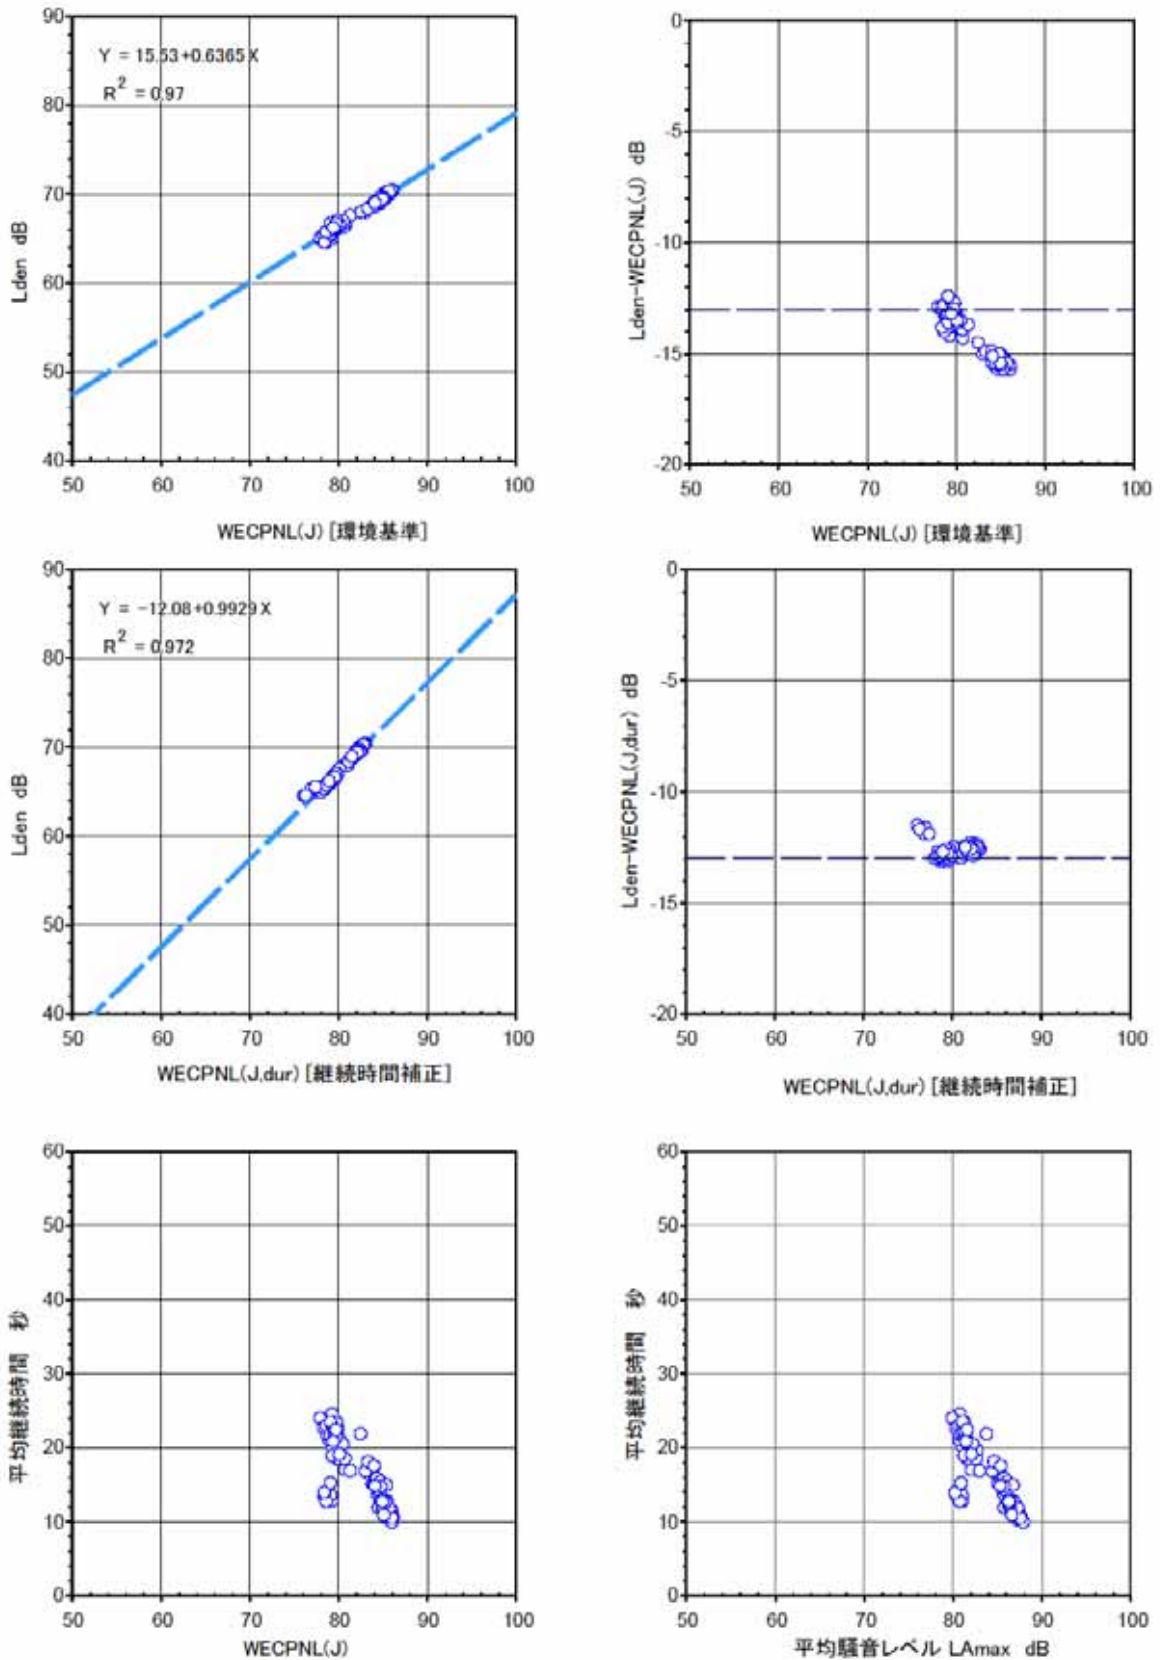 90
80
70
60
50
40
Y = 15.53+0.6365X
R2 = 0.97
Lden dB
50 60 70 80 90 100
WECPNL(J) [環境基準]
0
-5
-10
-15
-20
Lden-WECPNL(J) dB
50 60 70 80 90 100
WECPNL(J) [環境基準]
90
80
70
60
50
40
Y = -12.08+0.9929X
R2 = 0.972
Lden dB
50 60 70 80 90 100
WECPNL(J,dur) [継続時間補正]
0
-5
-10
-15
-20
Lden-WECPNL(J,dur) dB
50 60 70 80 90 100
WECPNL(J,dur) [継続時間補正]
60
50
40
30
20
10
0
平均継続時間 秒
50 60 70 80 90 100
WECPNL(J)
60
50
40
30
20
10
0
平均継続時間 秒
50 60 70 80 90 100
平均騒音レベル LAmax dB